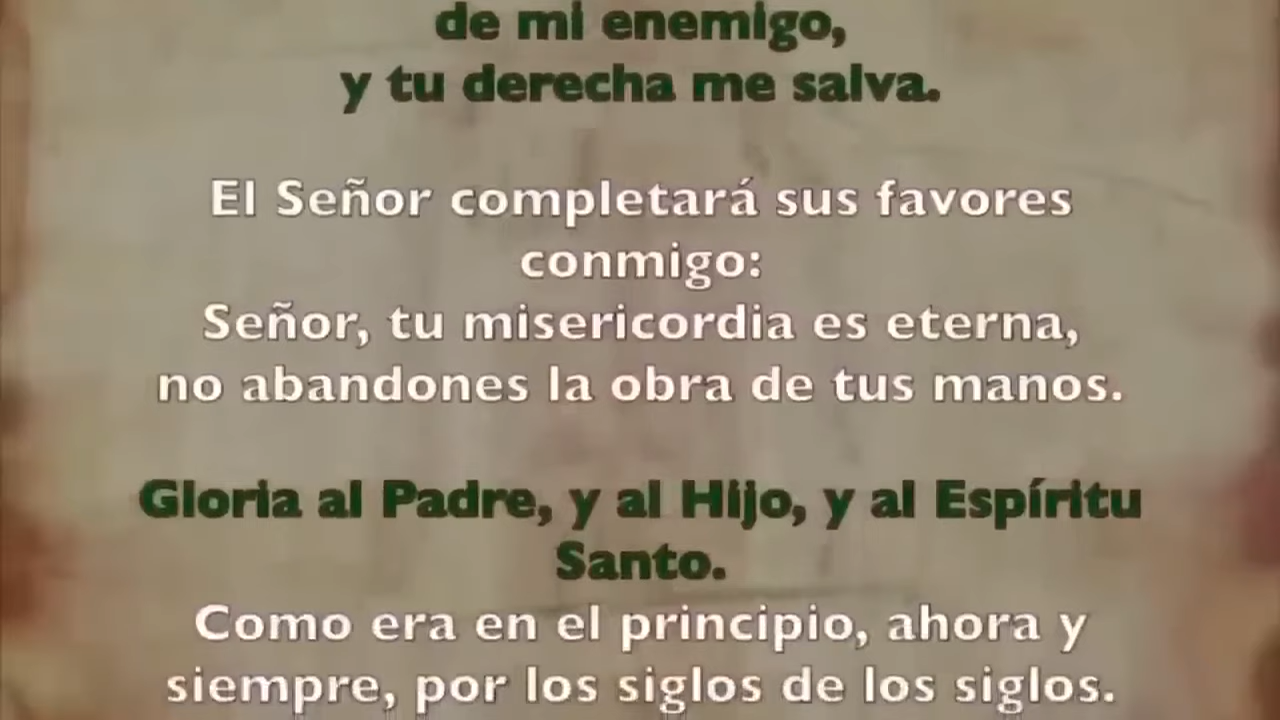 de mi enemigo,
y tu derecha me salva.
El Señor completará sus favores
conmigo:
Señor, tu misericordia es eterna,
no abandones la obra de tus manos.
Gloria al Padre, y al Hijo, y al Espíritu
Santo.
Como era en el principio, ahora y
siempre, por los siglos de los siglos.